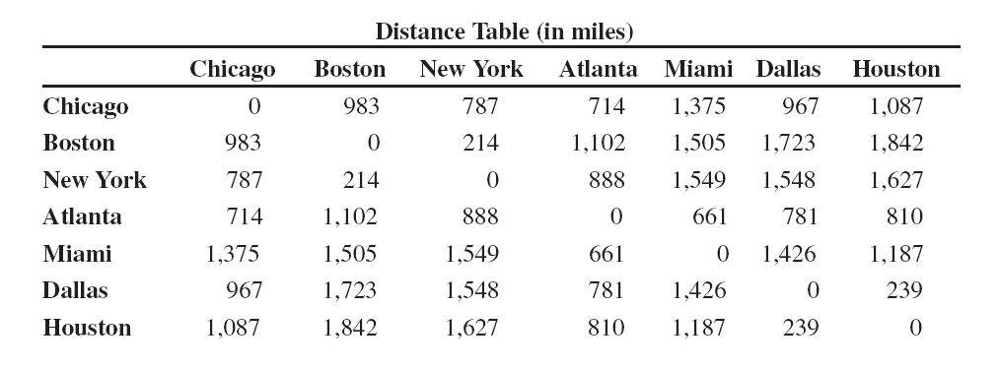 Distance Table (in miles)
Chicago Boston New York Atlanta Miami Dallas Houston
Chicago 0 983 787 714 1,375 967 1,087
Boston 983 0 214 1,102 1,505 1,723 1,842
New York 787 214 0 888 1,549 1,548 1,627
Atlanta 714 1,102 888 0 661 781 810
Miami 1,375 1,505 1,549 661 0 1,426 1,187
Dallas 967 1,723 1,548 781 1,426 0 239
Houston 1,087 1,842 1,627 810 1,187 239 0